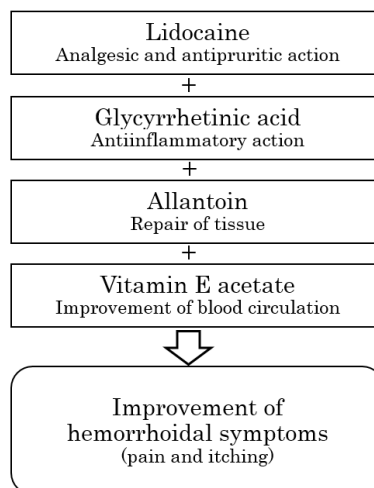 Lidocaine
Analgesic and antipruritic action
+
Glycyrrhetinic acid
Antiinflammatory action
+
Allantoin
Repair of tissue
+
Vitamin E acetate
Improvement of blood circulation
Improvement of
hemorrhoidal symptoms
(pain and itching)